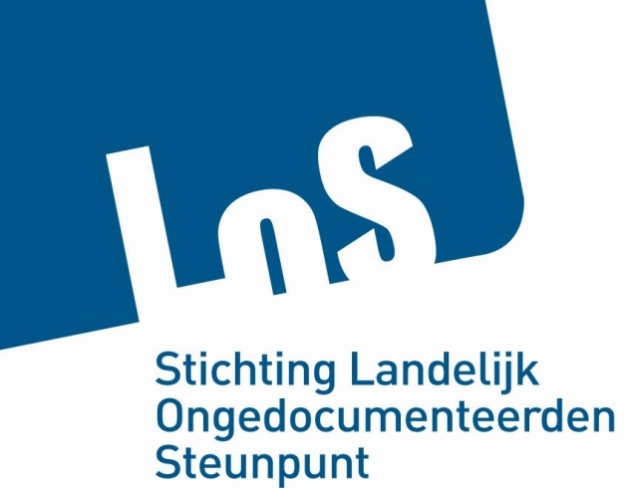 LOS
Stichting Landelijk
Ongedocumenteerden
Steunpunt